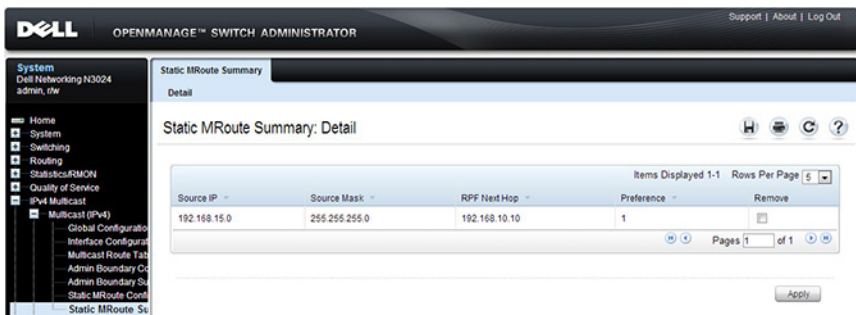 Support | About | Log Out
DELL OPENMANAGE™ SWITCH ADMINISTRATOR
System
Dell Networking N3024
admin, r/w
Home
System
Switching
Routing
Statistics/RMON
Quality of Service
IPv4 Multicast
Multicast (IPv4)
Global Configuratio
Interface Configurat
Multicast Route Tab
Admin Boundary Co
Admin Boundary Su
Static MRoute Confi
Static MRoute Su
Static MRoute Summary
Detail
Static MRoute Summary: Detail
Items Displayed 1-1 Rows Per Page 5
Source IP Source Mask RPF Next Hop Preference Remove
192.168.15.0 255.255.255.0 192.168.10.10 1
Pages 1 of 1
Apply